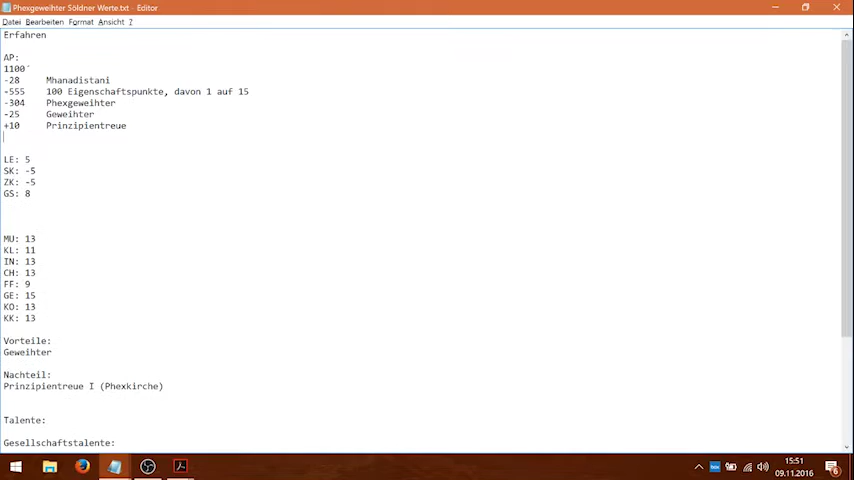 Phexgeweihter Söldner Werte.txt - Editor
Datei Bearbeiten Format Ansicht ?
Erfahren
AP:
1100´
-28 Mhanadistani
-555 100 Eigenschaftspunkte, davon 1 auf 15
-304 Phexgeweihter
-25 Geweihter
+10 Prinzipientreue
LE: 5
SK: -5
ZK: -5
GS: 8
MU: 13
KL: 11
IN: 13
CH: 13
FF: 9
GE: 15
KO: 13
KK: 13
Vorteile:
Geweihter
Nachteil:
Prinzipientreue I (Phexkirche)
Talente:
Gesellschaftstalente:
15:51
09.11.2016
6